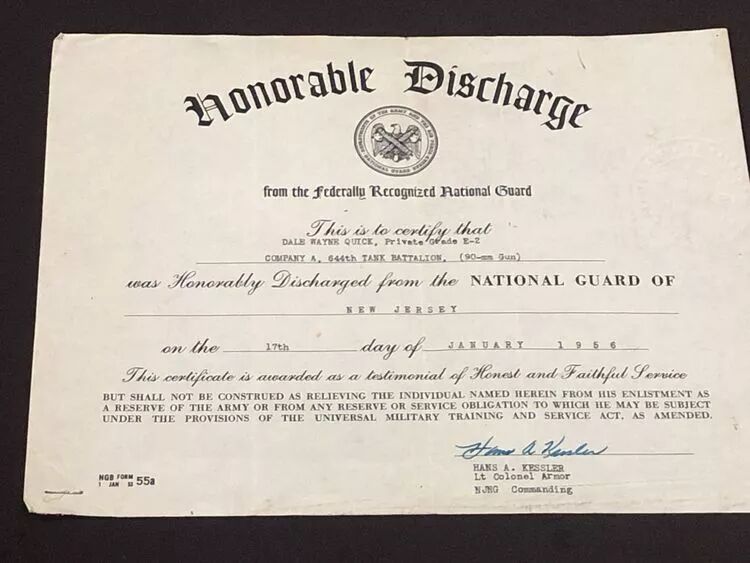 Honorable Discharge
from the Federally Recognized National Guard
This is to certify that
DALE WAYNE QUICK, Private Grade E-2
COMPANY A, 644th TANK BATTALION, (90-mm Gun)
was Honorably Discharged from the NATIONAL GUARD OF
NEW JERSEY
on the 17th day of JANUARY 1956
This certificate is awarded as a testimonial of Honest and Faithful Service
BUT SHALL NOT BE CONSTRUED AS RELIEVING THE INDIVIDUAL NAMED HEREIN FROM HIS ENLISTMENT AS
A RESERVE OF THE ARMY OR FROM ANY RESERVE OR SERVICE OBLIGATION TO WHICH HE MAY BE SUBJECT
UNDER THE PROVISIONS OF THE UNIVERSAL MILITARY TRAINING AND SERVICE ACT, AS AMENDED.
Hans A Kessler
HANS A. KESSLER
Lt Colonel Armor
NJNG Commanding
NGB FORM 55a
1 JAN 53